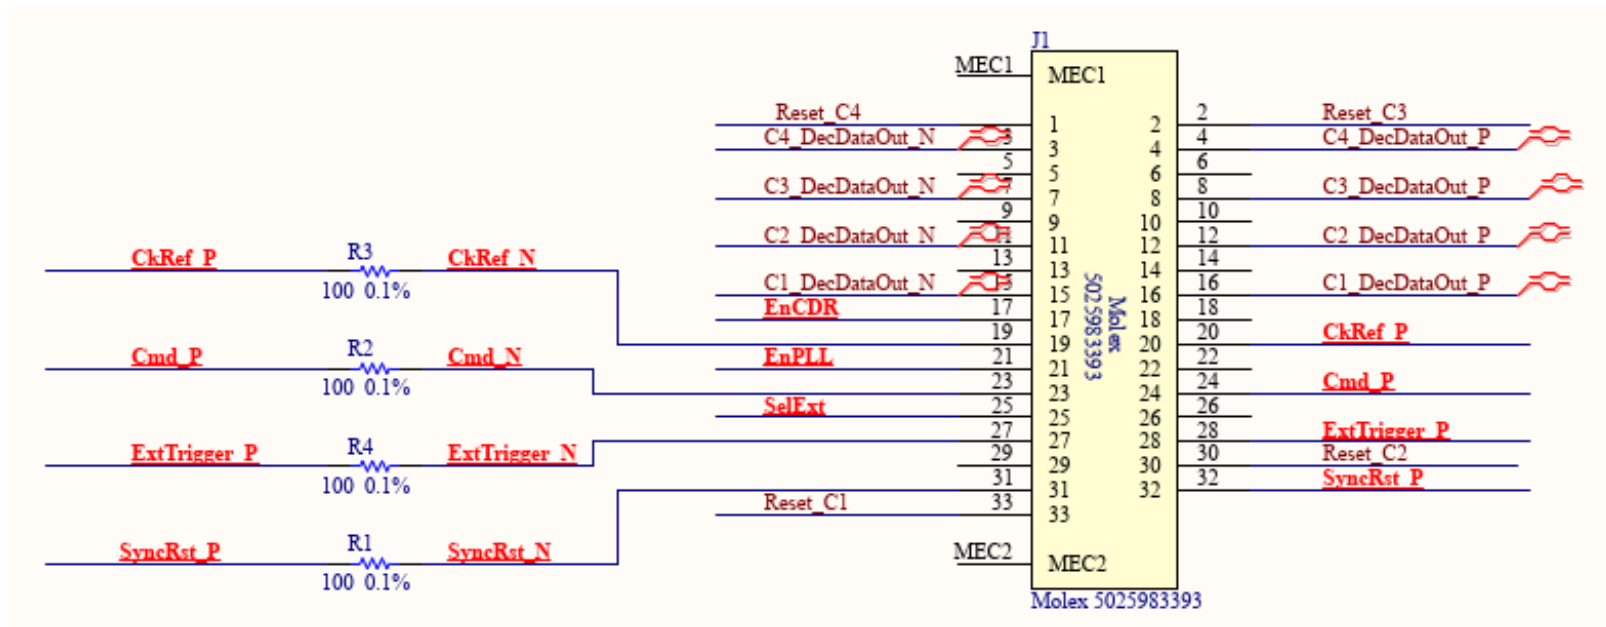 J1
MEC1
MEC1
Reset_C4
1
2
2
Reset_C3
C4_DecDataOut_N
3
3
4
4
C4_DecDataOut_P
5
5
6
6
C3_DecDataOut_N
7
7
8
8
C3_DecDataOut_P
9
9
10
10
C2_DecDataOut_N
11
11
12
12
C2_DecDataOut_P
13
13
14
14
C1_DecDataOut_N
15
15
16
16
C1_DecDataOut_P
EnCDR
17
17
18
18
CkRef_P
R3
CkRef_N
100 0.1%
19
19
20
20
CkRef_P
EnPLL
21
21
22
22
Cmd_P
R2
Cmd_N
100 0.1%
23
23
24
24
Cmd_P
SelExt
25
25
26
26
ExtTrigger_P
R4
ExtTrigger_N
100 0.1%
27
27
28
28
ExtTrigger_P
29
29
30
30
Reset_C2
31
31
32
32
SyncRst_P
Reset_C1
33
33
SyncRst_P
R1
SyncRst_N
100 0.1%
MEC2
MEC2
Molex
5025983393
Molex 5025983393